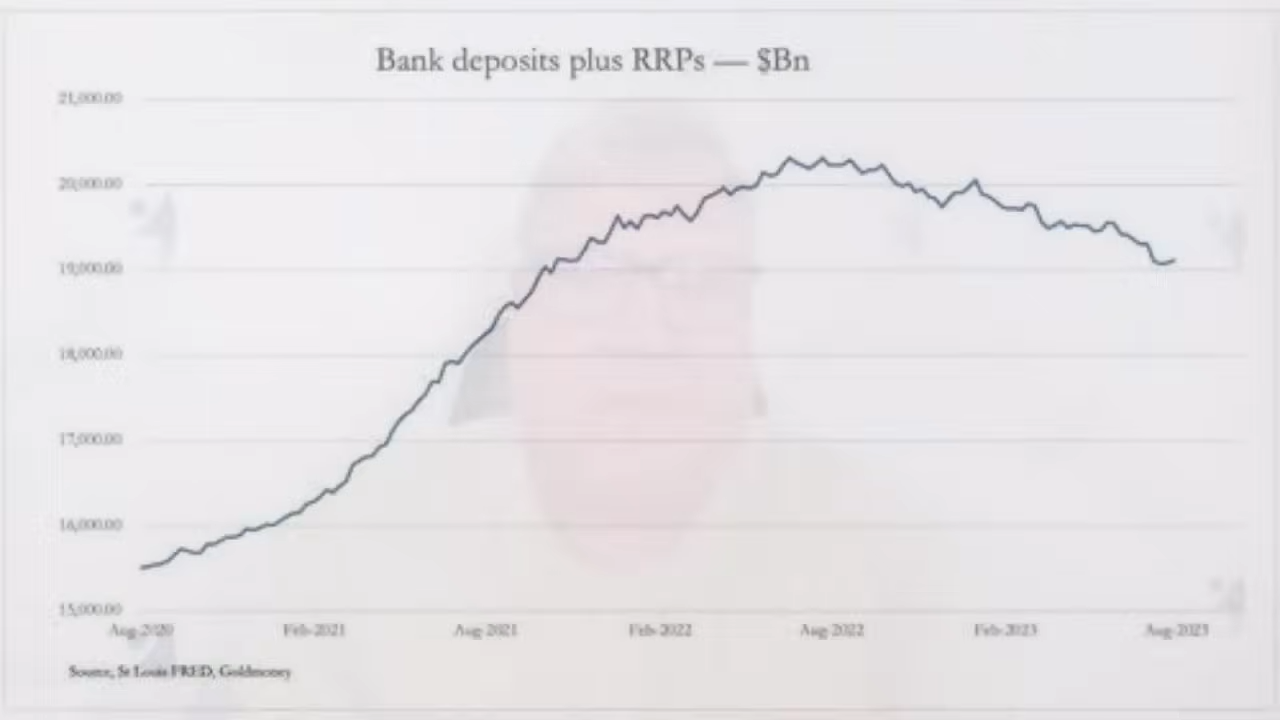 Bank deposits plus RRPs — $Bn
21,000.00
20,000.00
19,000.00
18,000.00
17,000.00
16,000.00
15,000.00
Aug-2020 Feb-2021 Aug-2021 Feb-2022 Aug-2022 Feb-2023 Aug-2023
Source, St Louis FRED, Goldmoney